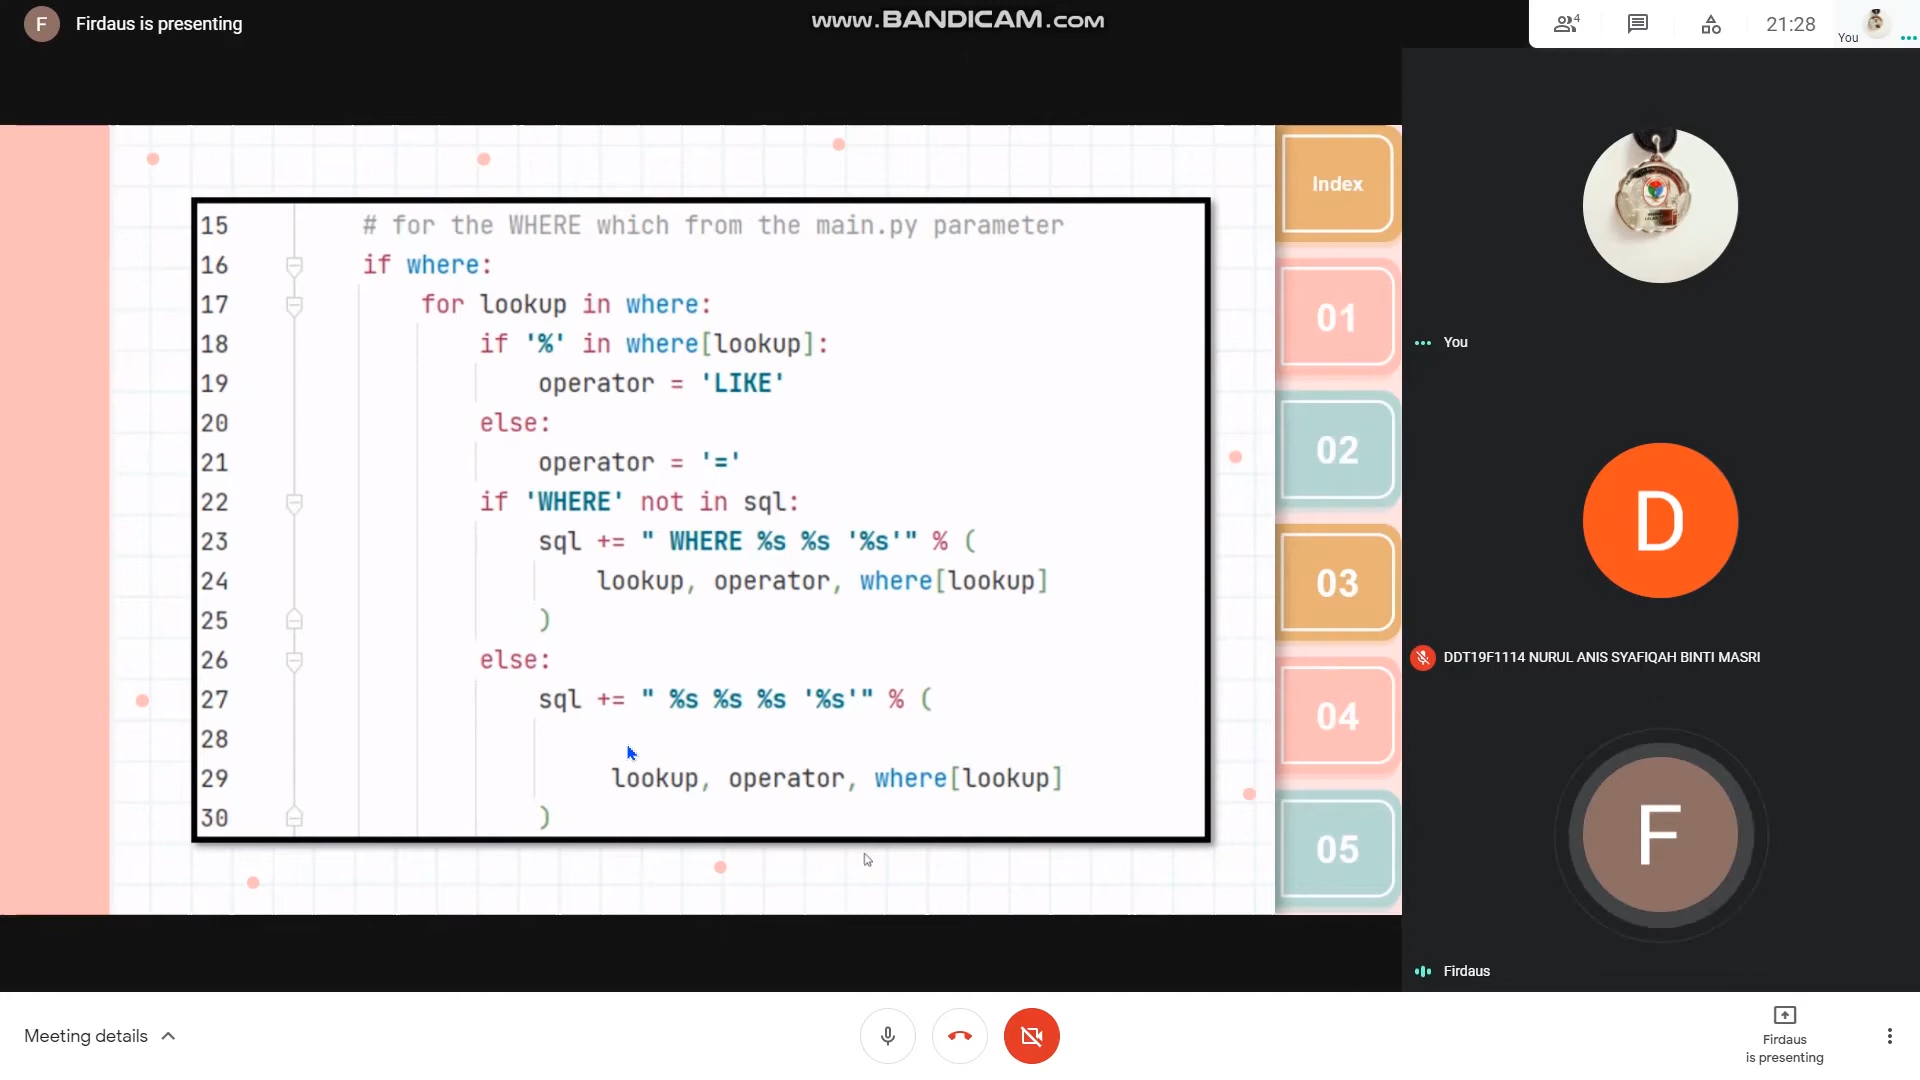 F Firdaus is presenting
www.BANDICAM.com
4
21:28
You
Index
01
02
03
04
05
15 # for the WHERE which from the main.py parameter
16 if where:
17 for lookup in where:
18 if '%' in where[lookup]:
19 operator = 'LIKE'
20 else:
21 operator = '='
22 if 'WHERE' not in sql:
23 sql += " WHERE %s %s '%s'" % (
24 lookup, operator, where[lookup]
25 )
26 else:
27 sql += " %s %s %s '%s'" % (
28
29 lookup, operator, where[lookup]
30 )
You
D
DDT19F1114 NURUL ANIS SYAFIQAH BINTI MASRI
F
Firdaus
Meeting details
Firdaus
is presenting